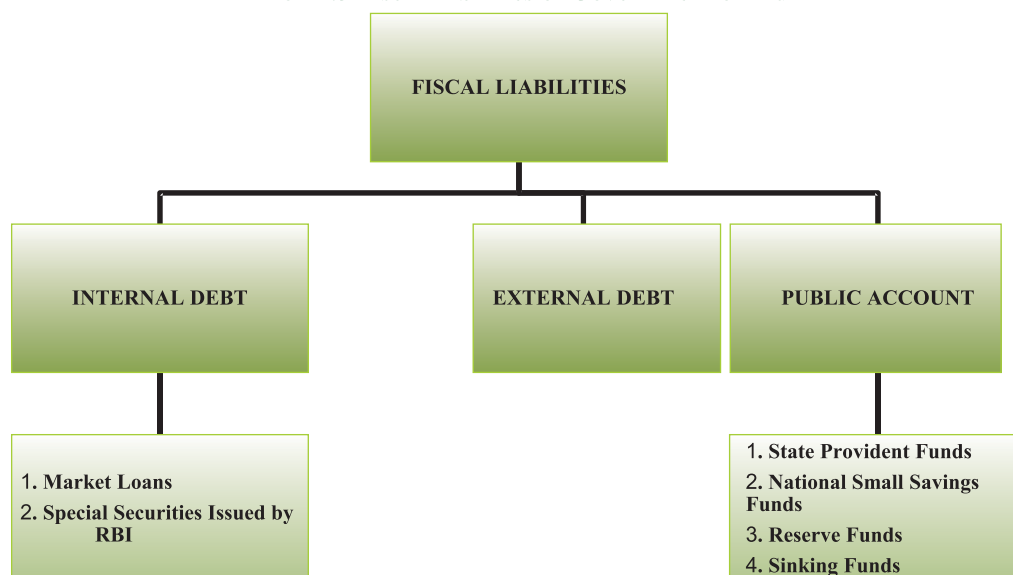 FISCAL LIABILITIES
INTERNAL DEBT
EXTERNAL DEBT
PUBLIC ACCOUNT
1. Market Loans
2. Special Securities Issued by
RBI
1. State Provident Funds
2. National Small Savings
Funds
3. Reserve Funds
4. Sinking Funds